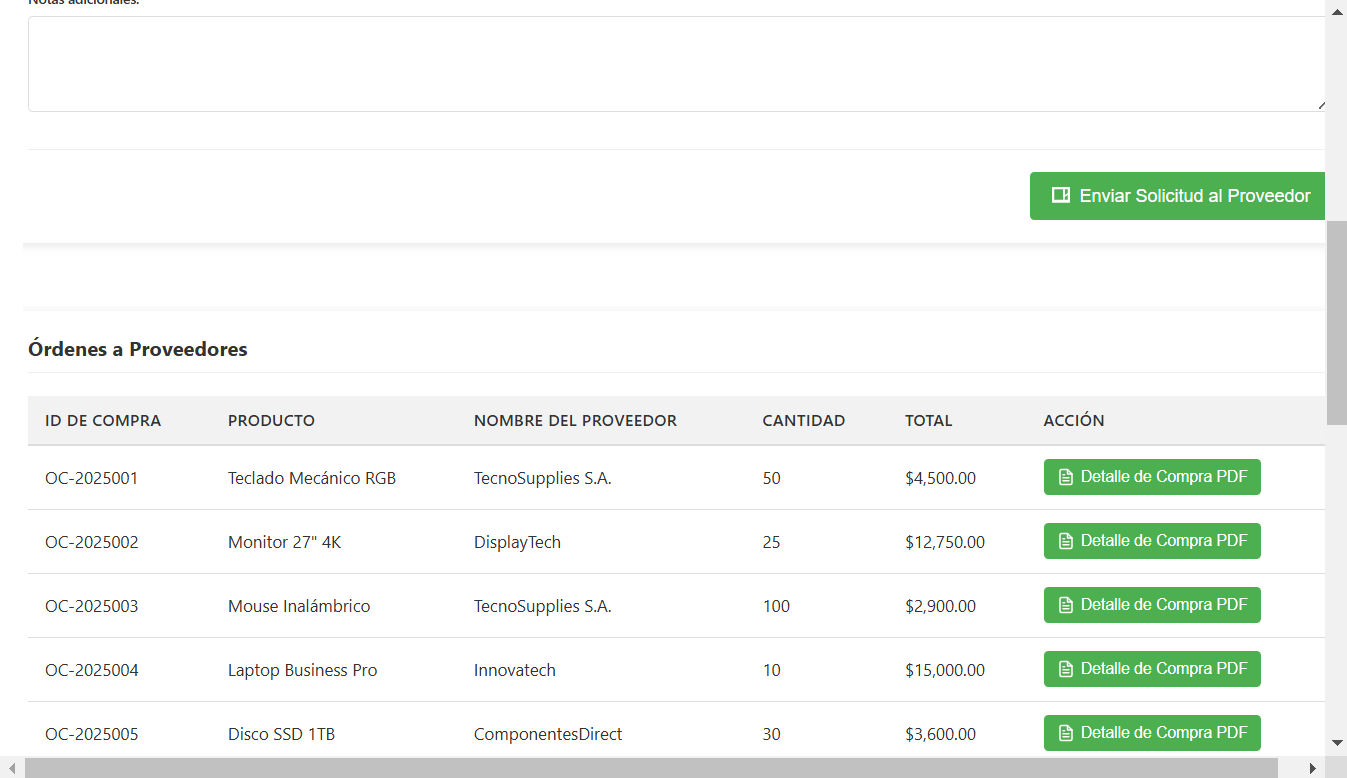 Notas adicionales:
Enviar Solicitud al Proveedor
Órdenes a Proveedores
ID DE COMPRA PRODUCTO NOMBRE DEL PROVEEDOR CANTIDAD TOTAL ACCIÓN
OC-2025001 Teclado Mecánico RGB TecnoSupplies S.A. 50 $4,500.00 Detalle de Compra PDF
OC-2025002 Monitor 27" 4K DisplayTech 25 $12,750.00 Detalle de Compra PDF
OC-2025003 Mouse Inalámbrico TecnoSupplies S.A. 100 $2,900.00 Detalle de Compra PDF
OC-2025004 Laptop Business Pro Innovatech 10 $15,000.00 Detalle de Compra PDF
OC-2025005 Disco SSD 1TB ComponentesDirect 30 $3,600.00 Detalle de Compra PDF